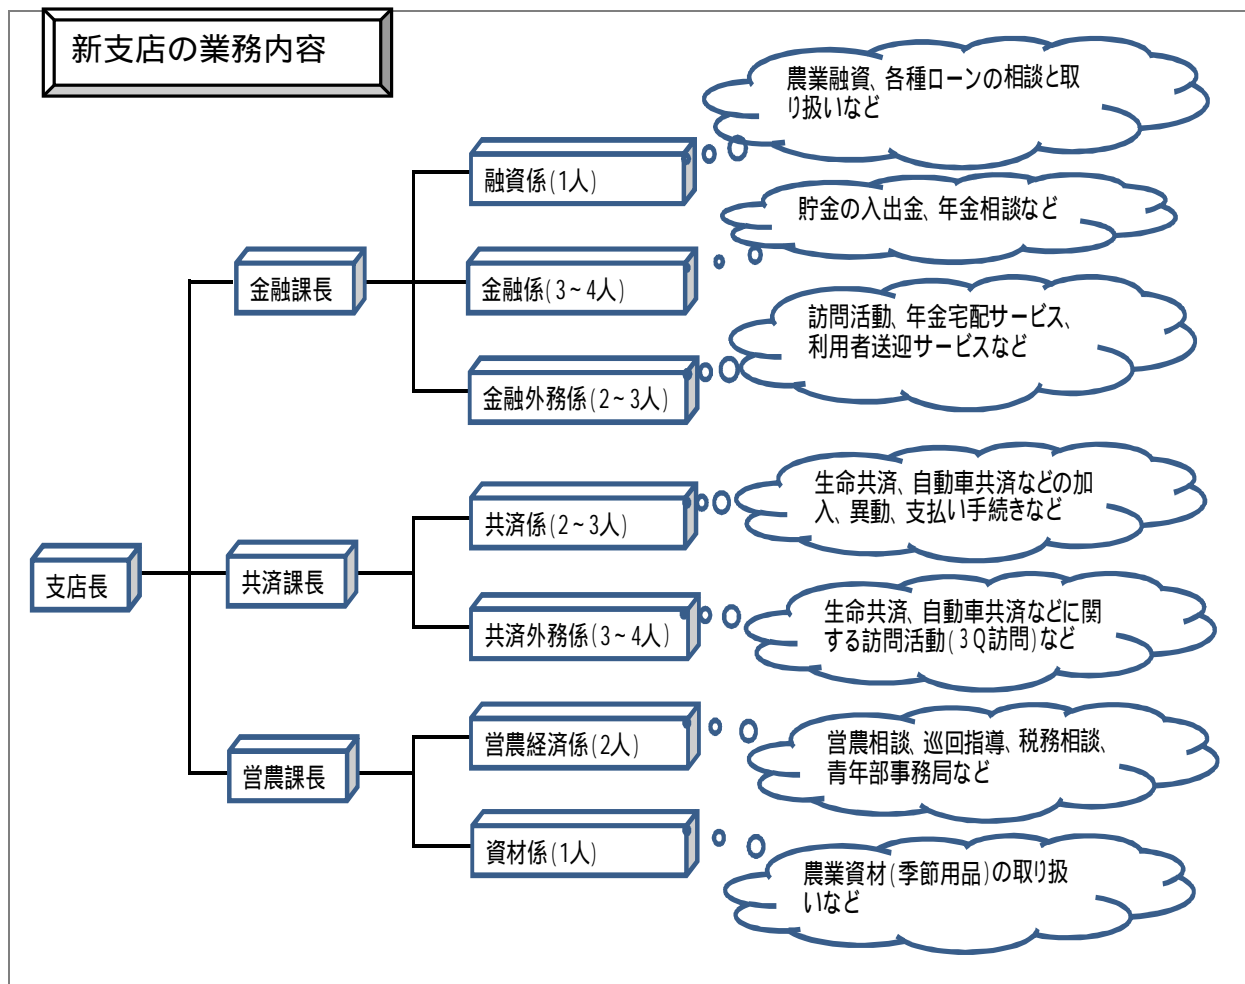 新支店の業務内容
農業融資、各種ローンの相談と取
り扱いなど
融資係(1人)
貯金の入出金、年金相談など
金融課長
金融係(3~4人)
訪問活動、年金宅配サービス、
利用者送迎サービスなど
金融外務係(2~3人)
生命共済、自動車共済などの加
入、異動、支払い手続きなど
共済係(2~3人)
支店長
共済課長
生命共済、自動車共済などに関
する訪問活動(3Q訪問)など
共済外務係(3~4人)
営農経済係(2人)
営農相談、巡回指導、税務相談、
青年部事務局など
営農課長
資材係(1人)
農業資材(季節用品)の取り扱
いなど